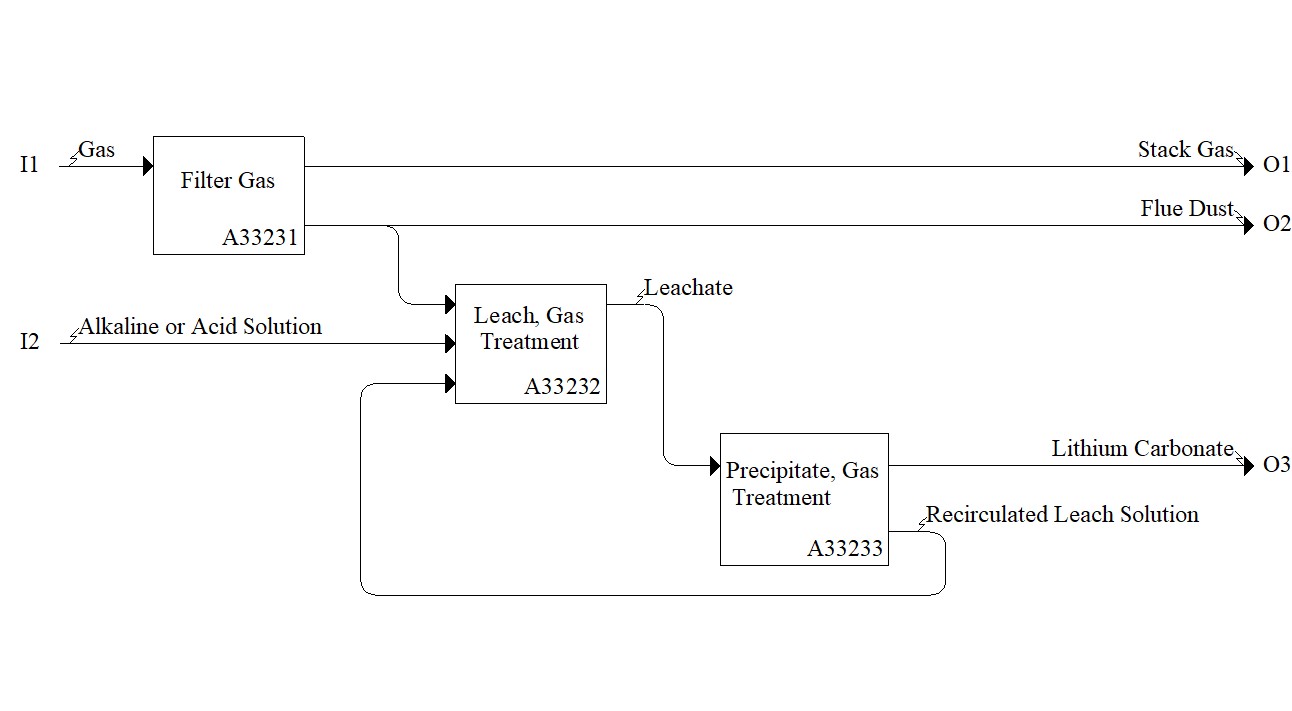 Gas
I1
Filter Gas
A33231
Stack Gas
O1
Flue Dust
O2
Leachate
Alkaline or Acid Solution
I2
Leach, Gas
Treatment
A33232
Lithium Carbonate
O3
Precipitate, Gas
Treatment
A33233
Recirculated Leach Solution